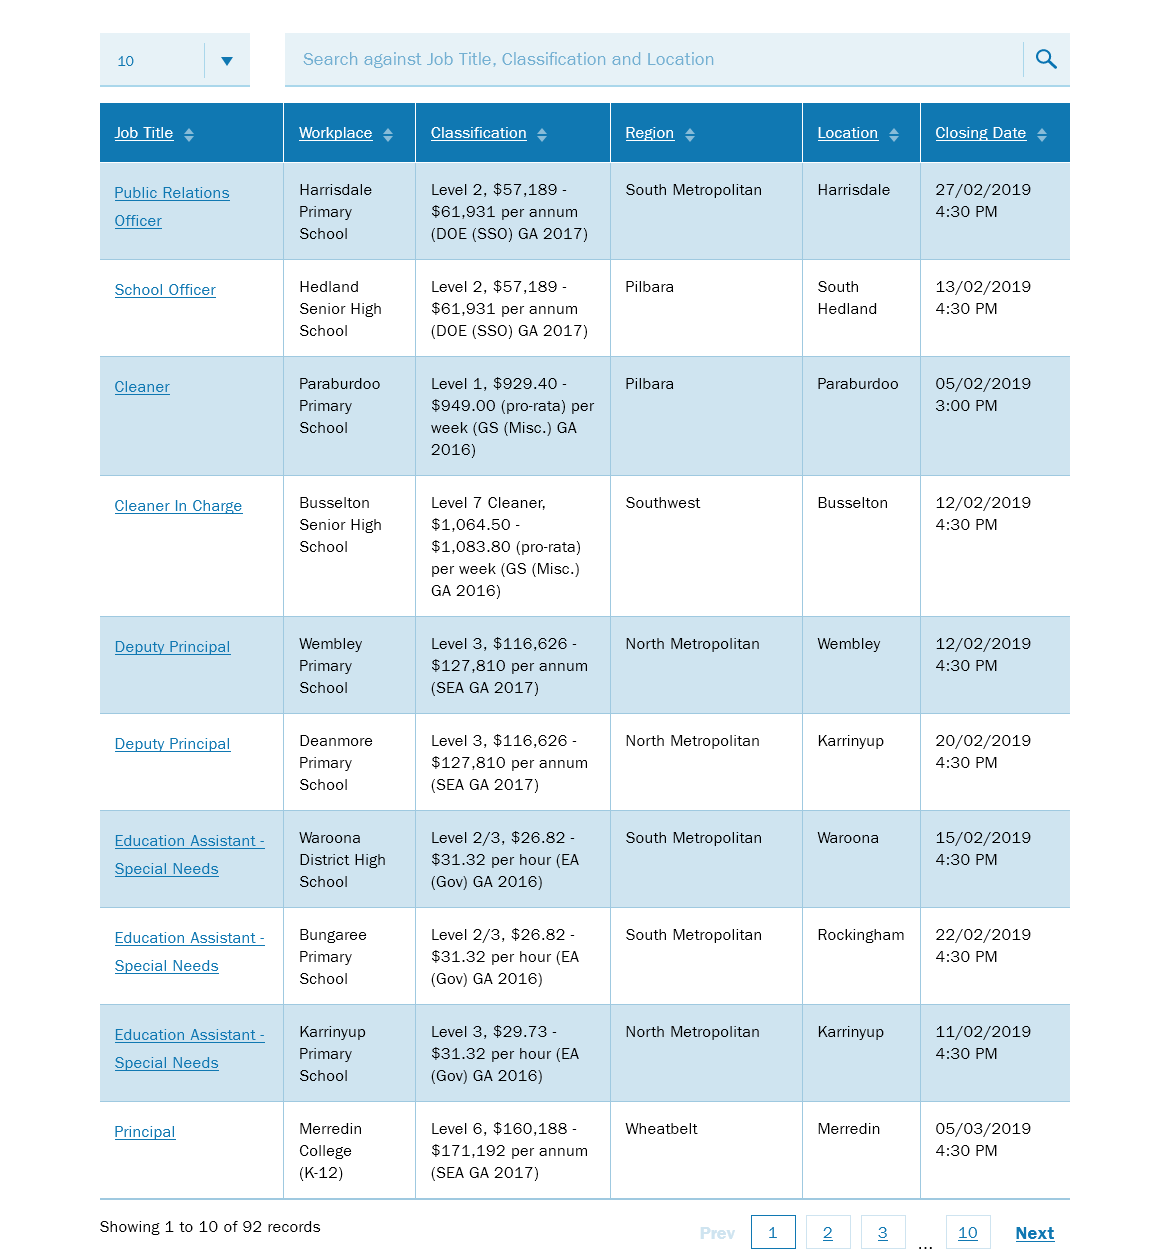 10
Search against Job Title, Classification and Location
Job Title Workplace Classification Region Location Closing Date
Public Relations
Officer
Harrisdale
Primary
School
Level 2, $57,189 -
$61,931 per annum
(DOE (SSO) GA 2017)
South Metropolitan
Harrisdale
27/02/2019
4:30 PM
School Officer
Hedland
Senior High
School
Level 2, $57,189 -
$61,931 per annum
(DOE (SSO) GA 2017)
Pilbara
South
Hedland
13/02/2019
4:30 PM
Cleaner
Paraburdoo
Primary
School
Level 1, $929.40 -
$949.00 (pro-rata) per
week (GS (Misc.) GA
2016)
Pilbara
Paraburdoo
05/02/2019
3:00 PM
Cleaner In Charge
Busselton
Senior High
School
Level 7 Cleaner,
$1,064.50 -
$1,083.80 (pro-rata)
per week (GS (Misc.)
GA 2016)
Southwest
Busselton
12/02/2019
4:30 PM
Deputy Principal
Wembley
Primary
School
Level 3, $116,626 -
$127,810 per annum
(SEA GA 2017)
North Metropolitan
Wembley
12/02/2019
4:30 PM
Deputy Principal
Deanmore
Primary
School
Level 3, $116,626 -
$127,810 per annum
(SEA GA 2017)
North Metropolitan
Karrinyup
20/02/2019
4:30 PM
Education Assistant -
Special Needs
Waroona
District High
School
Level 2/3, $26.82 -
$31.32 per hour (EA
(Gov) GA 2016)
South Metropolitan
Waroona
15/02/2019
4:30 PM
Education Assistant -
Special Needs
Bungaree
Primary
School
Level 2/3, $26.82 -
$31.32 per hour (EA
(Gov) GA 2016)
South Metropolitan
Rockingham
22/02/2019
4:30 PM
Education Assistant -
Special Needs
Karrinyup
Primary
School
Level 3, $29.73 -
$31.32 per hour (EA
(Gov) GA 2016)
North Metropolitan
Karrinyup
11/02/2019
4:30 PM
Principal
Merredin
College
(K-12)
Level 6, $160,188 -
$171,192 per annum
(SEA GA 2017)
Wheatbelt
Merredin
05/03/2019
4:30 PM
Showing 1 to 10 of 92 records
Prev 1 2 3 ... 10 Next